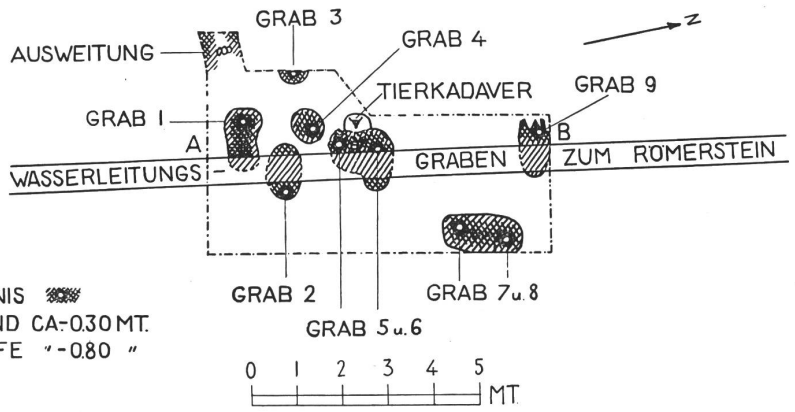 GRAB 3
N
AUSWEITUNG
GRAB 4
TIERKADAVER
GRAB 9
GRAB 1
A
B
WASSERLEITUNGS-
GRABEN
ZUM RÖMERSTEIN
GRAB 2
GRAB 7 u. 8
GRAB 5 u. 6
NIS
ND CA-0.30 MT.
FE "-0.80 "
0 1 2 3 4 5
MT.